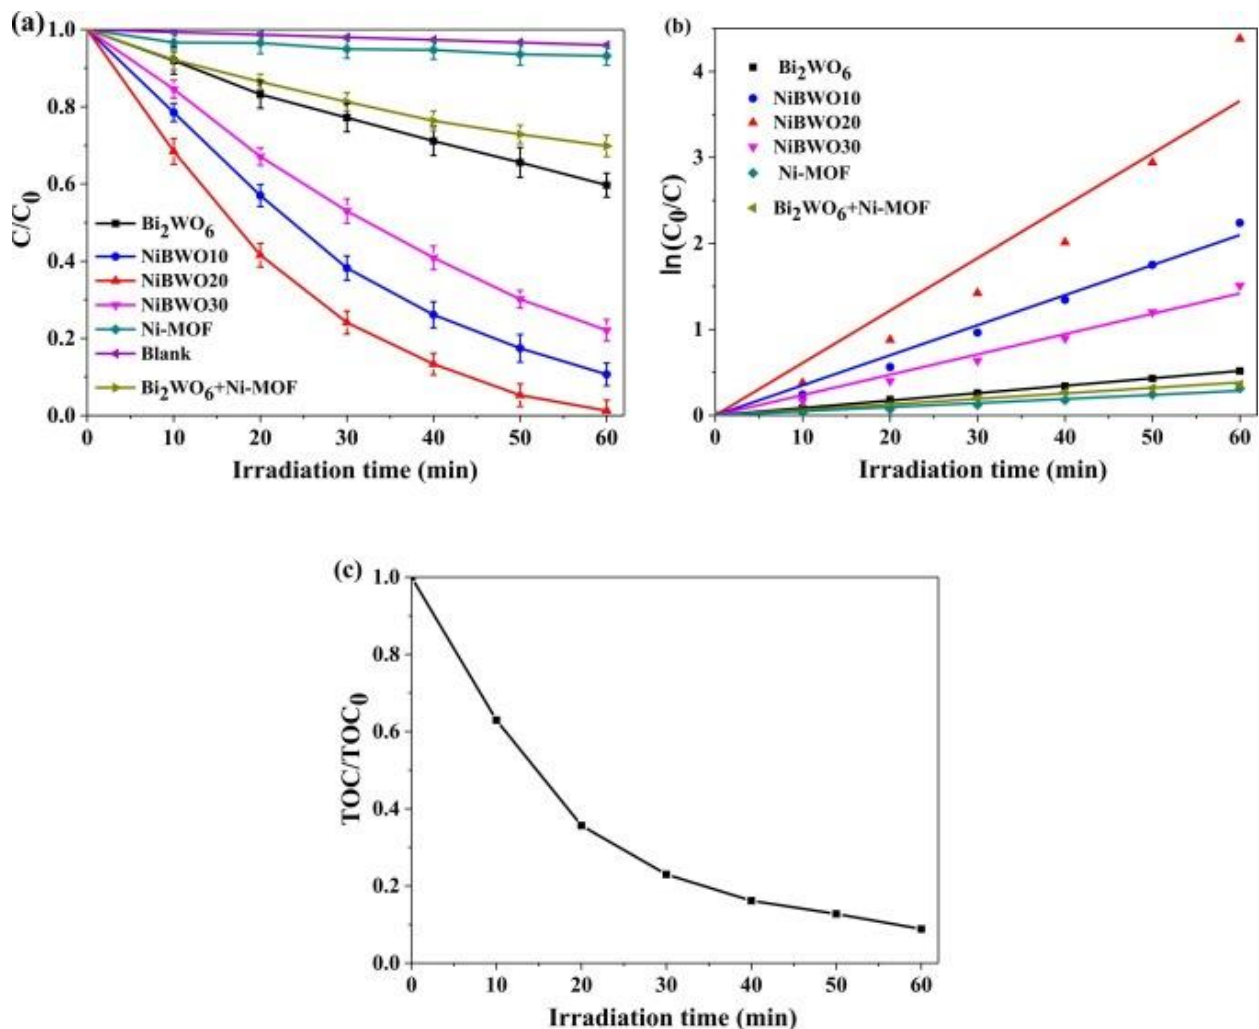 (a)
1.0
0.8
0.6
0.4
0.2
0.0
C/C₀
Bi₂WO₆
NiBWO10
NiBWO20
NiBWO30
Ni-MOF
Blank
Bi₂WO₆+Ni-MOF
0 10 20 30 40 50 60
Irradiation time (min)
(b)
4
3
2
1
0
ln(C₀/C)
Bi₂WO₆
NiBWO10
NiBWO20
NiBWO30
Ni-MOF
Bi₂WO₆+Ni-MOF
0 10 20 30 40 50 60
Irradiation time (min)
(c)
1.0
0.8
0.6
0.4
0.2
0.0
TOC/TOC₀
0 10 20 30 40 50 60
Irradiation time (min)